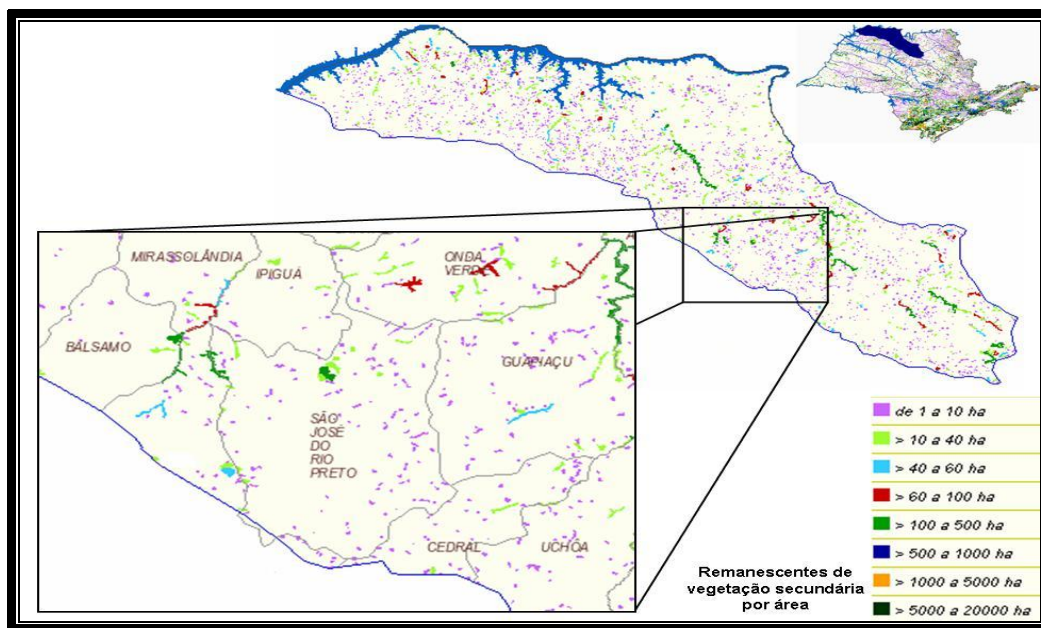 MIRASSOLÂNDIA
IPIGUÁ
ONDA
VERDE
BÁLSAMO
GUAPIAÇU
SÃO
JOSÉ
DO
RIO
PRETO
CEDRAL
UCHÔA
de 1 a 10 ha
> 10 a 40 ha
> 40 a 60 ha
> 60 a 100 ha
> 100 a 500 ha
> 500 a 1000 ha
> 1000 a 5000 ha
> 5000 a 20000 ha
Remanescentes de
vegetação secundária
por área